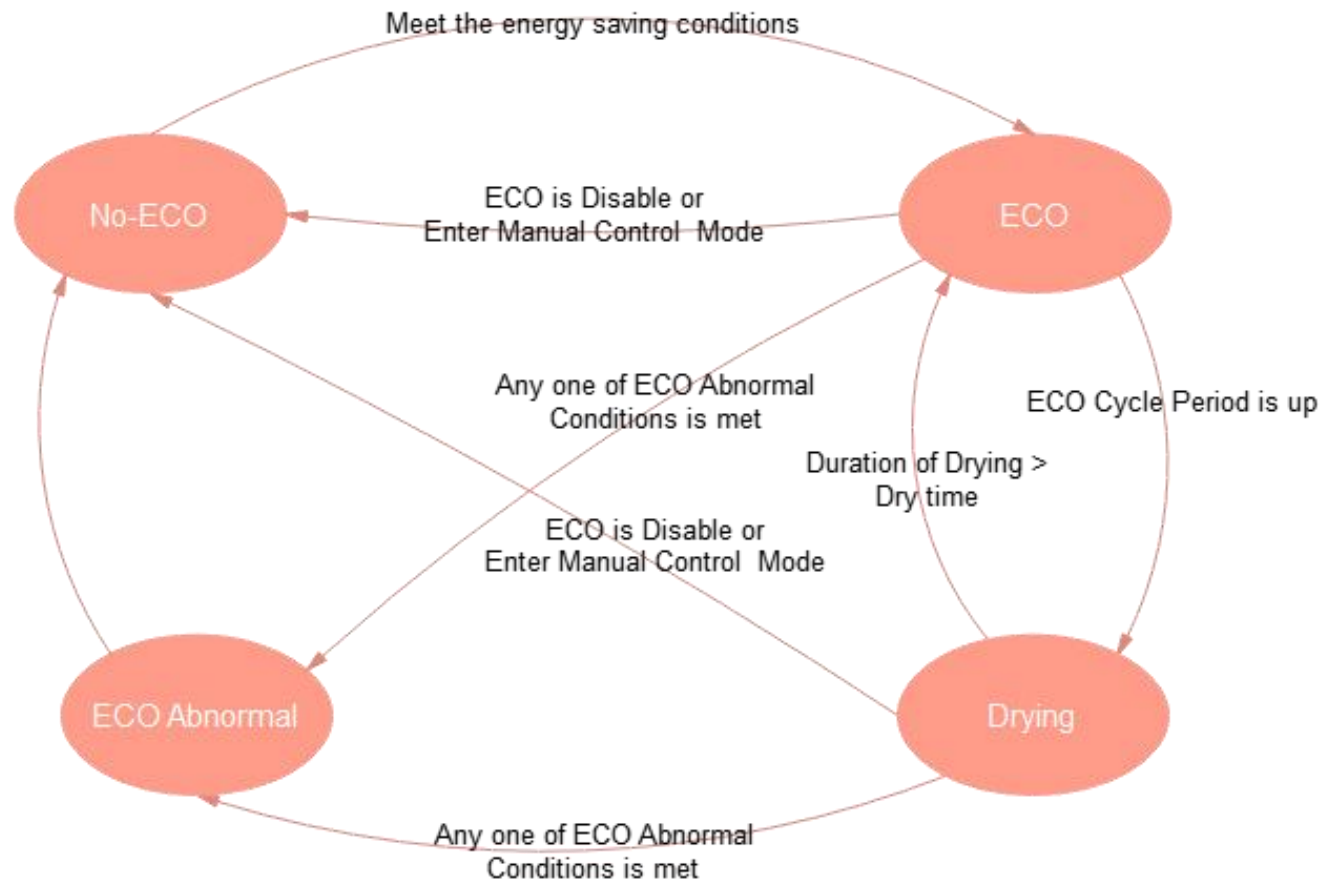 Meet the energy saving conditions
No-ECO
ECO is Disable or
Enter Manual Control  Mode
ECO
Any one of ECO Abnormal
Conditions is met
ECO Cycle Period is up
Duration of Drying >
Dry time
ECO is Disable or
Enter Manual Control  Mode
ECO Abnormal
Drying
Any one of ECO Abnormal
Conditions is met